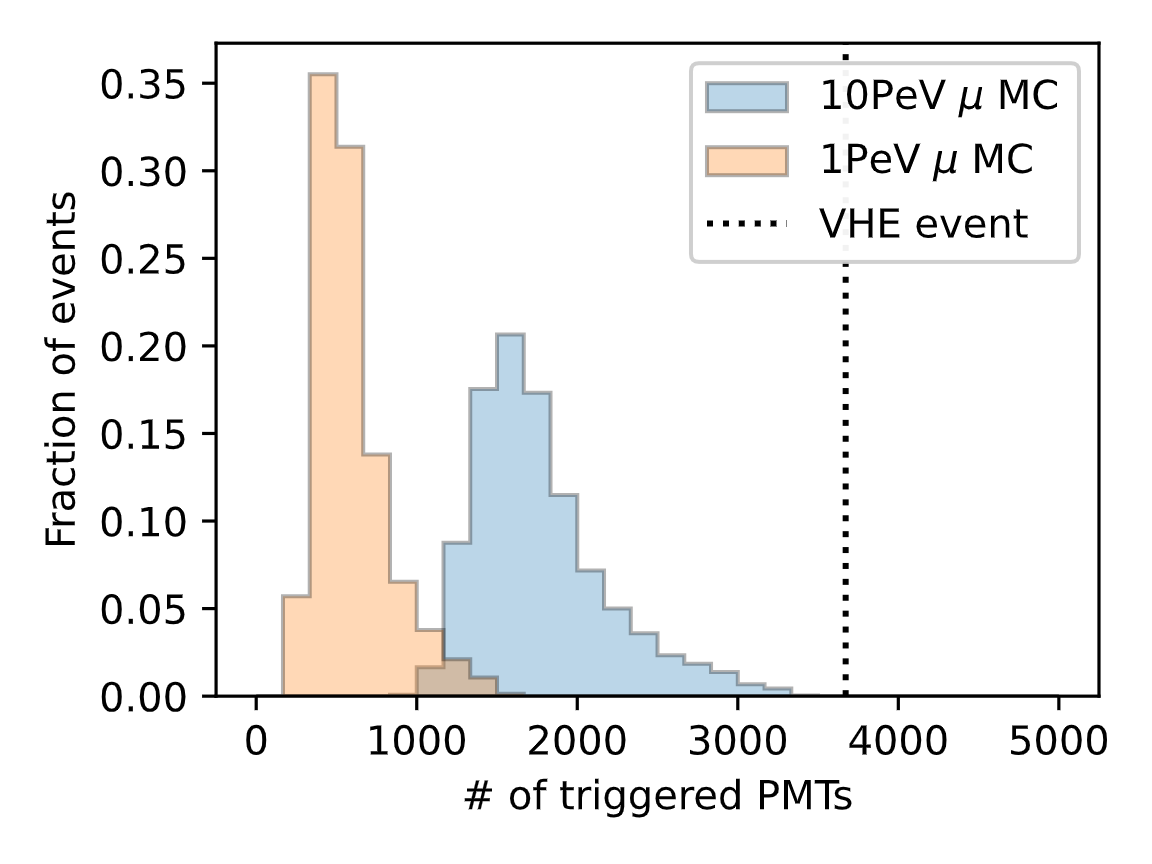 0.35
0.30
0.25
0.20
0.15
0.10
0.05
0.00
Fraction of events
10PeV μ MC
1PeV μ MC
VHE event
0 1000 2000 3000 4000 5000
# of triggered PMTs